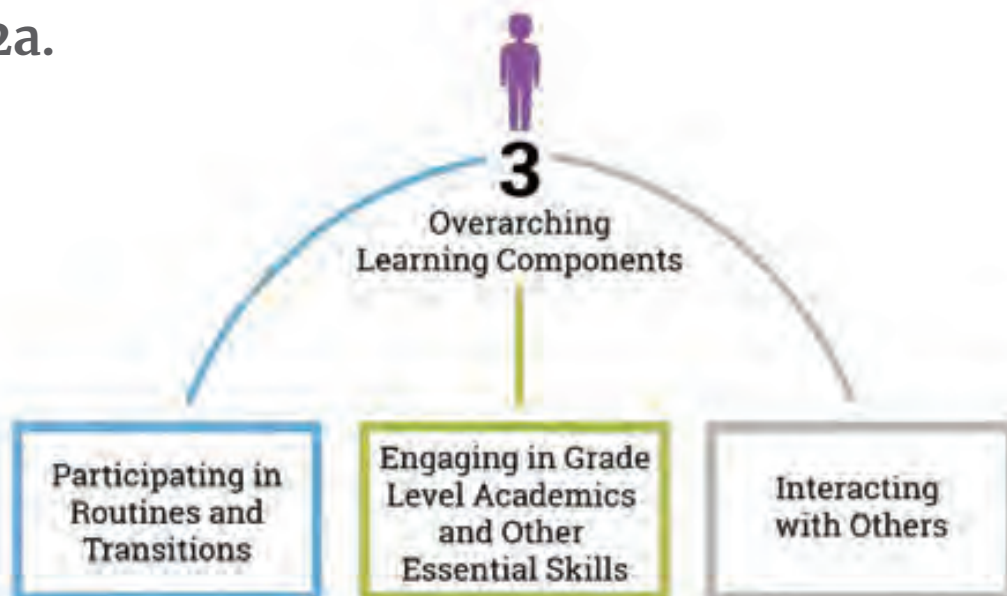 2a.
3
Overarching
Learning Components
Participating in
Routines and
Transitions
Engaging in Grade
Level Academics
and Other
Essential Skills
Interacting
with Others